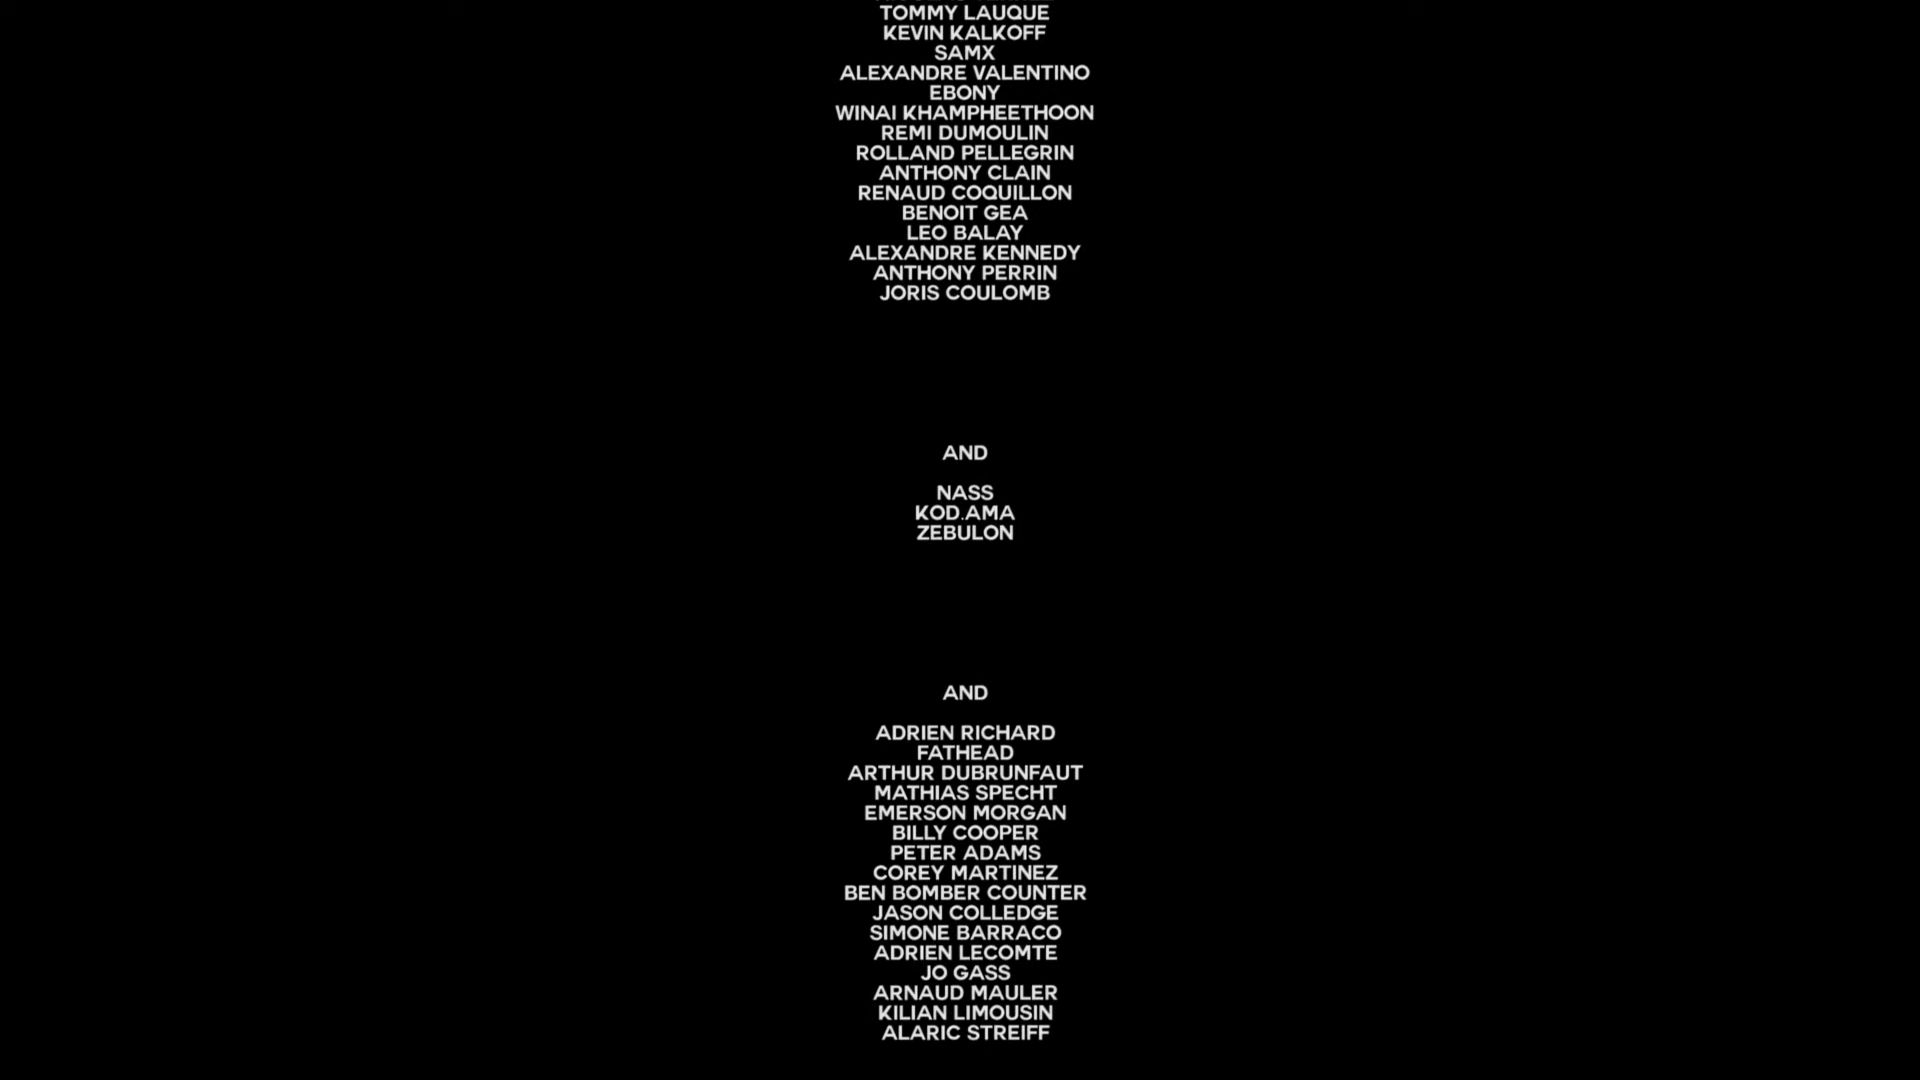 TOMMY LAUQUE
KEVIN KALKOFF
SAMX
ALEXANDRE VALENTINO
EBONY
WINAI KHAMPHEETHOON
REMI DUMOULIN
ROLLAND PELLEGRIN
ANTHONY CLAIN
RENAUD COQUILLON
BENOIT GEA
LEO BALAY
ALEXANDRE KENNEDY
ANTHONY PERRIN
JORIS COULOMB
AND
NASS
KOD.AMA
ZEBULON
AND
ADRIEN RICHARD
FATHEAD
ARTHUR DUBRUNFAUT
MATHIAS SPECHT
EMERSON MORGAN
BILLY COOPER
PETER ADAMS
COREY MARTINEZ
BEN BOMBER COUNTER
JASON COLLEDGE
SIMONE BARRACO
ADRIEN LECOMTE
JO GASS
ARNAUD MAULER
KILIAN LIMOUSIN
ALARIC STREIFF